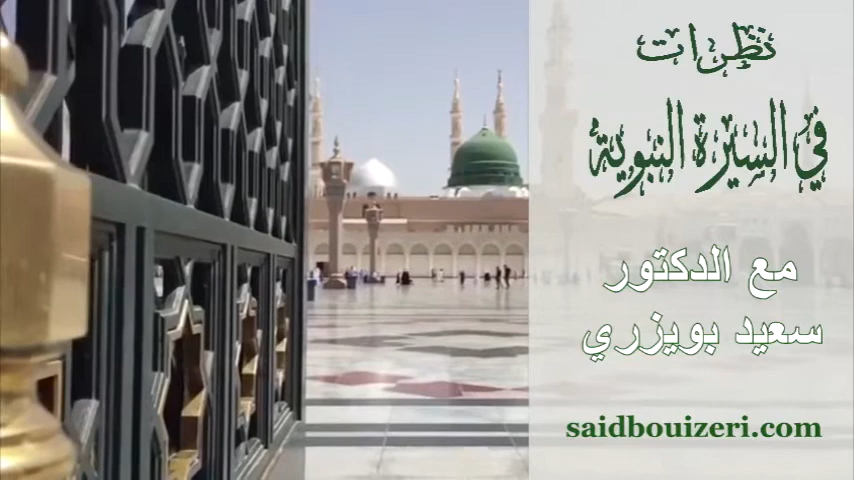 نظرات
في السيرة النبوية
مع الدكتور
سعيد بويزري
saidbouizeri.com